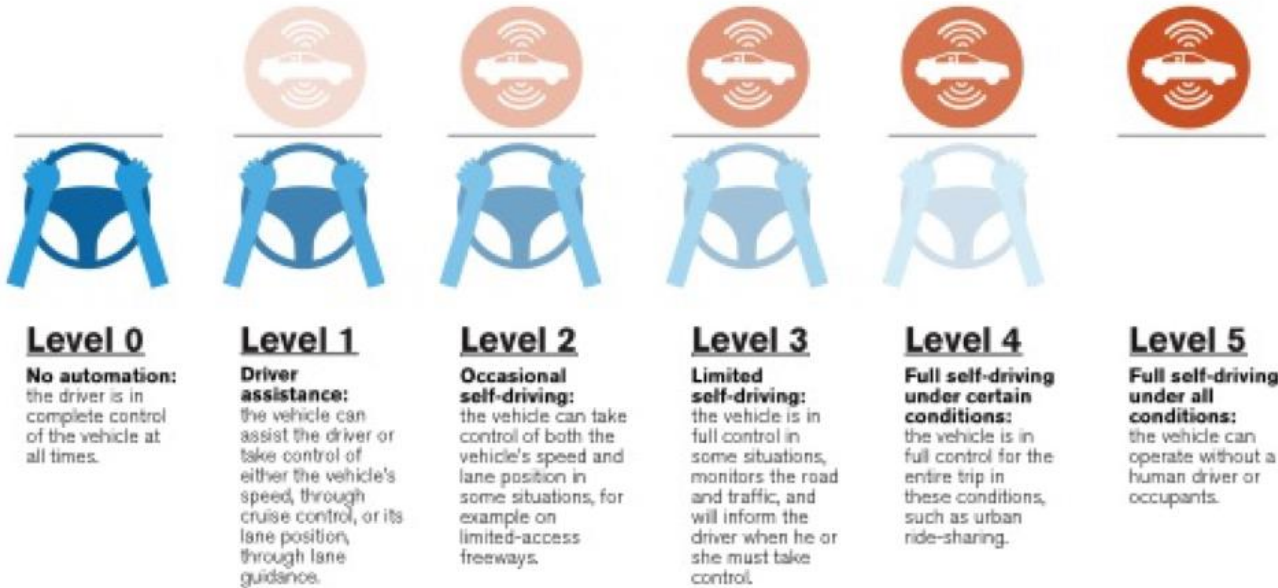 Level 0
No automation:
the driver is in
complete control
of the vehicle at
all times.
Level 1
Driver
assistance:
the vehicle can
assist the driver or
take control of
either the vehicle's
speed, through
cruise control, or its
lane position,
through lane
guidance.
Level 2
Occasional
self-driving:
the vehicle can take
control of both the
vehicle's speed and
lane position in
some situations, for
example on
limited-access
freeways.
Level 3
Limited
self-driving:
the vehicle is in
full control in
some situations,
monitors the road
and traffic, and
will inform the
driver when he or
she must take
control.
Level 4
Full self-driving
under certain
conditions:
the vehicle is in
full control for the
entire trip in
these conditions,
such as urban
ride-sharing.
Level 5
Full self-driving
under all
conditions:
the vehicle can
operate without a
human driver or
occupants.